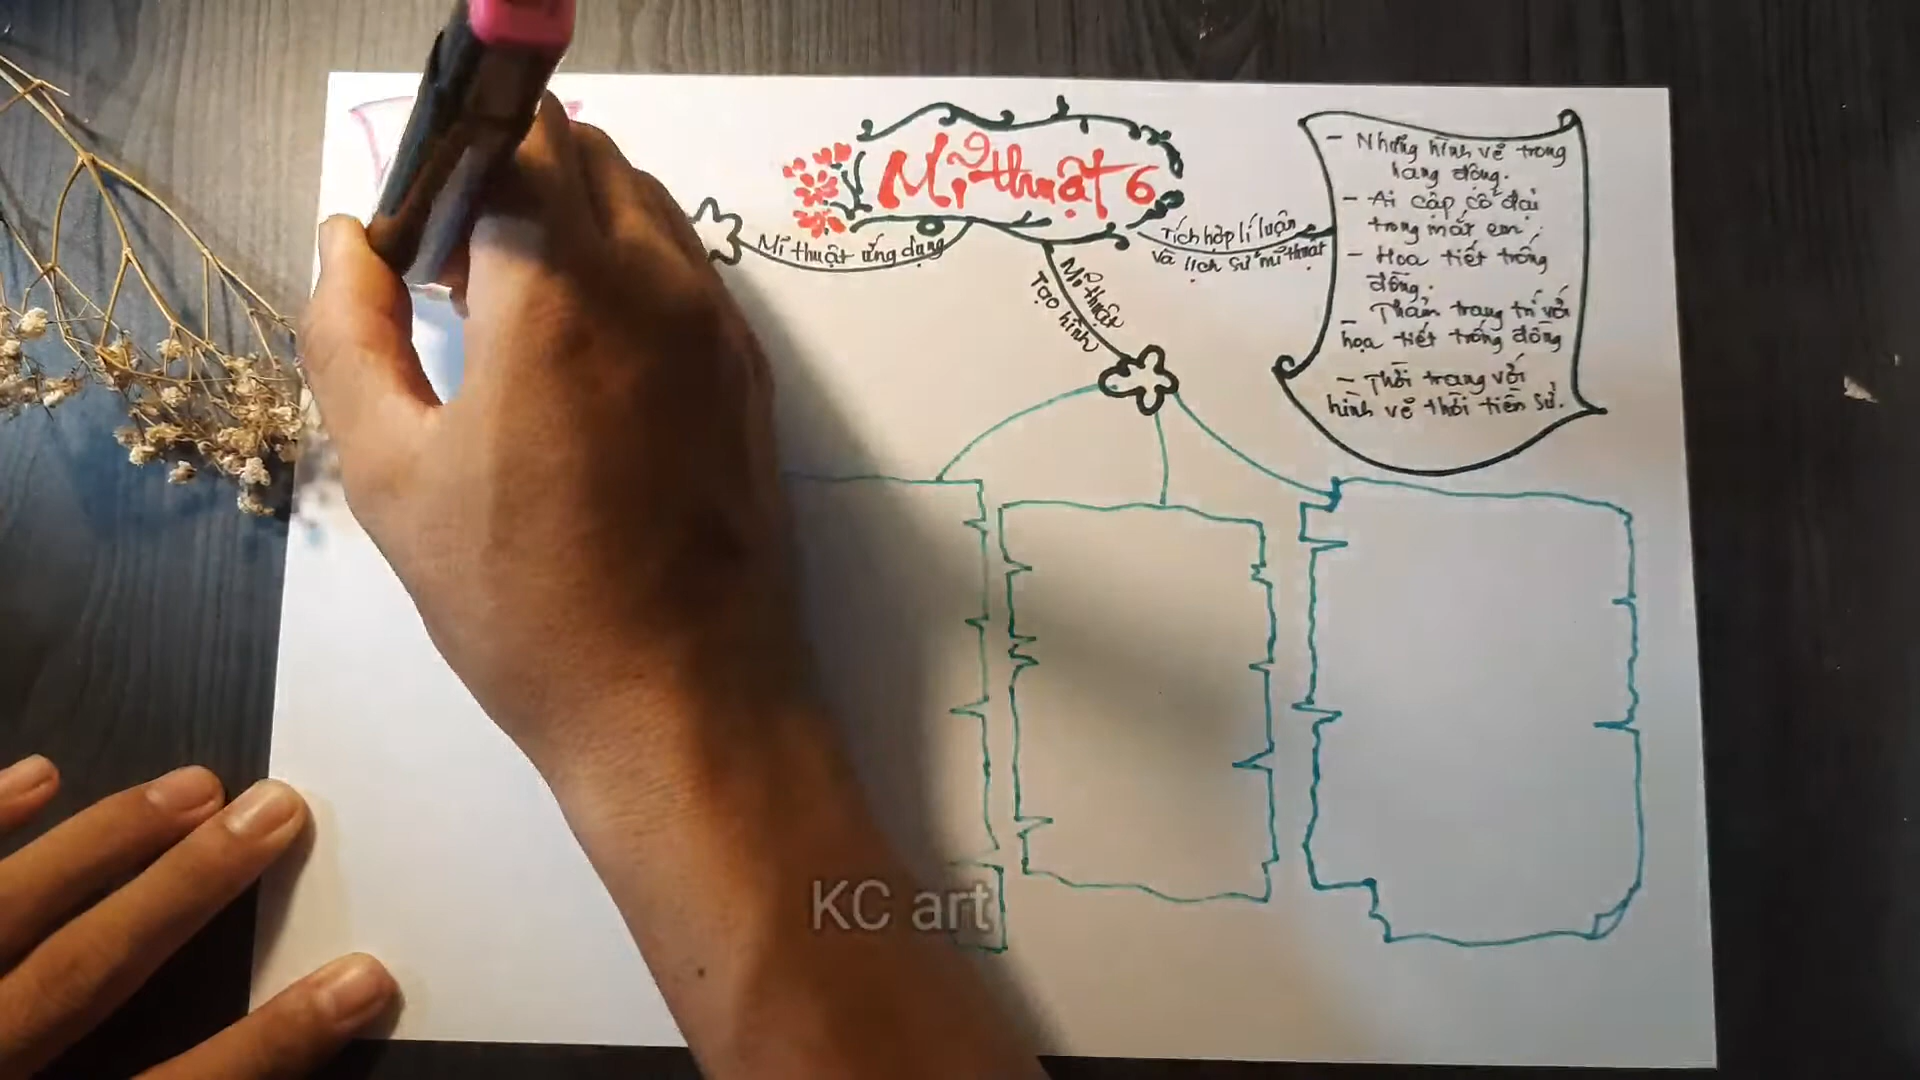 Mĩ thuật 6
Mĩ thuật ứng dụng
Mĩ thuật
Tạo hình
Tích hợp lí luận
và lịch sử mĩ thuật
- Những hình vẽ trong
hang động.
- Ai cập cổ đại
trong mắt em.
- Họa tiết trống
đồng.
- Thảm trang trí với
họa tiết trống đồng
- Thời trang với
hình vẽ thời tiền sử.
KC art